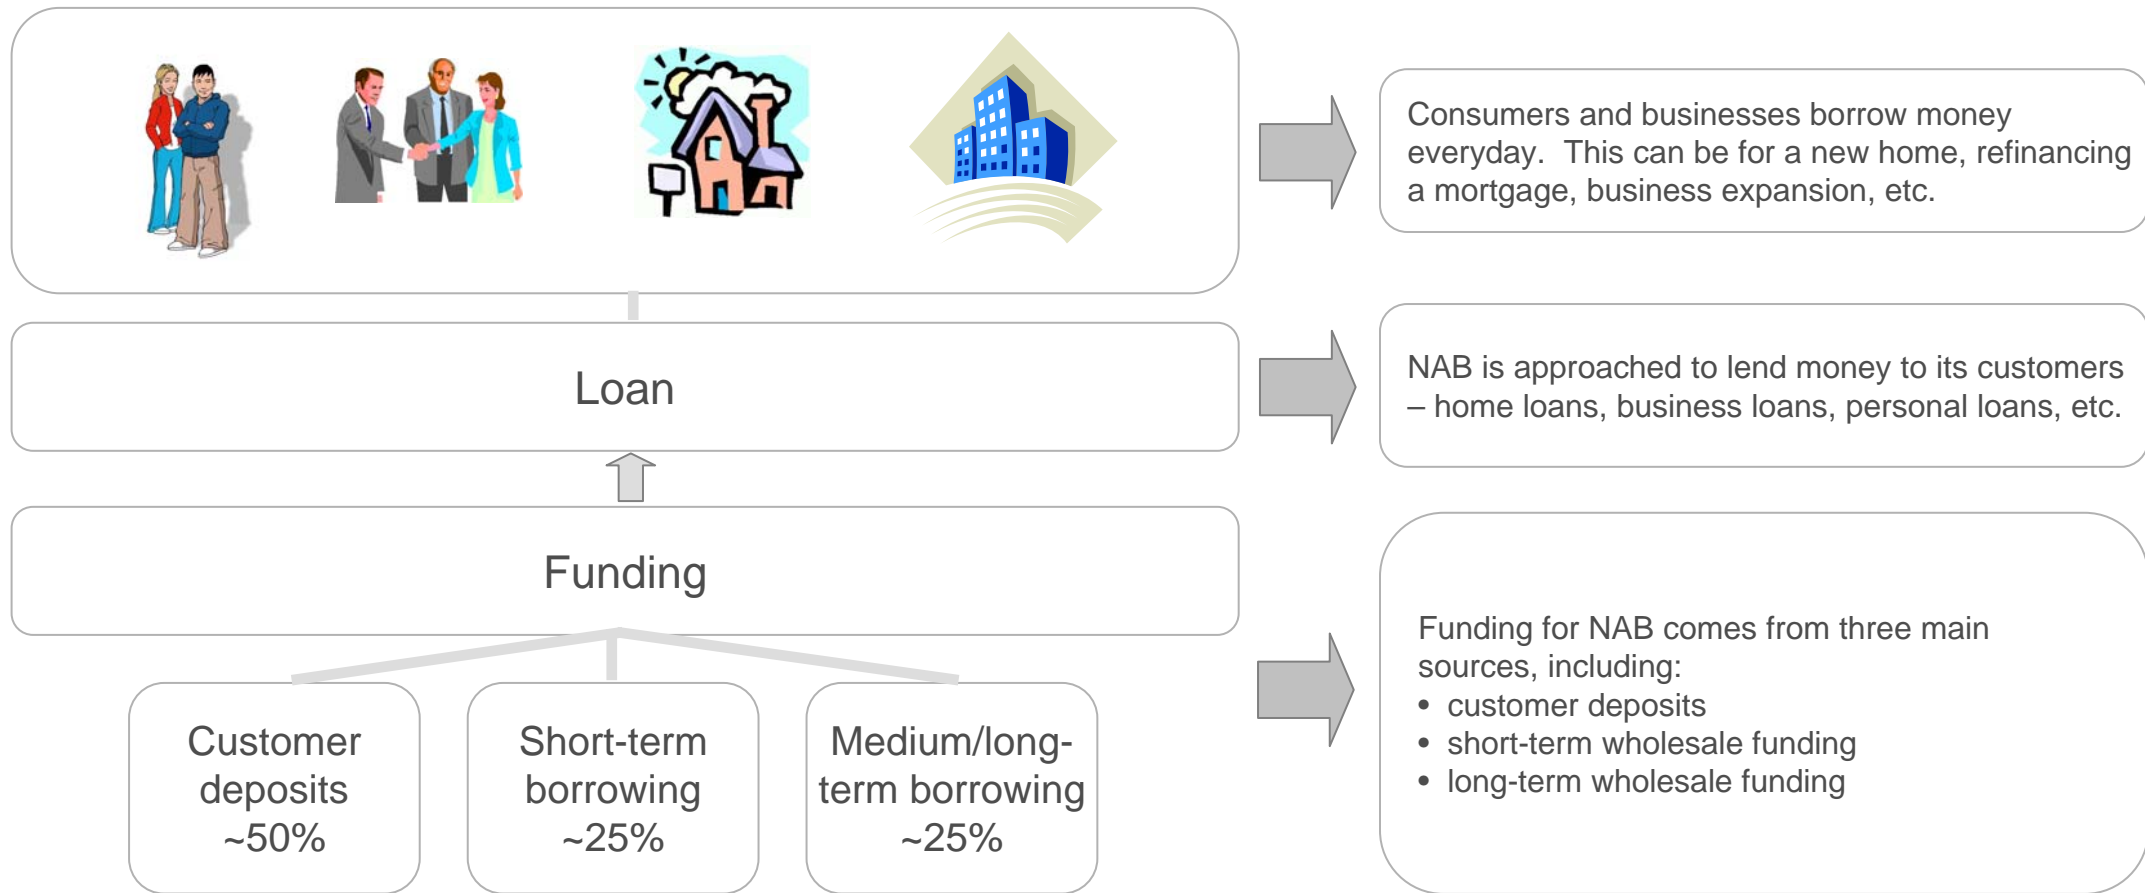 Consumers and businesses borrow money
everyday.  This can be for a new home, refinancing
a mortgage, business expansion, etc.
Loan
NAB is approached to lend money to its customers
– home loans, business loans, personal loans, etc.
Funding
Funding for NAB comes from three main
sources, including:
• customer deposits
• short-term wholesale funding
• long-term wholesale funding
Customer
deposits
~50%
Short-term
borrowing
~25%
Medium/long-
term borrowing
~25%